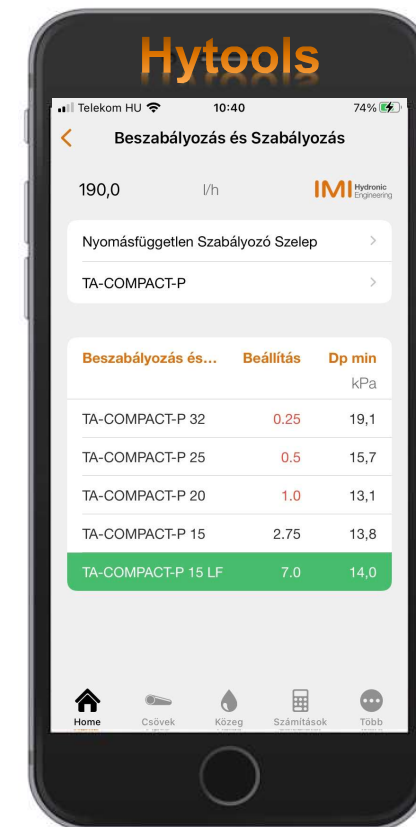 Hytools
Telekom HU 10:40 74%
Beszabályozás és Szabályozás
190,0 l/h IMI Hydronic Engineering
Nyomásfüggetlen Szabályozó Szelep
TA-COMPACT-P
Beszabályozás és... Beállítás Dp min
kPa
TA-COMPACT-P 32 0.25 19,1
TA-COMPACT-P 25 0.5 15,7
TA-COMPACT-P 20 1.0 13,1
TA-COMPACT-P 15 2.75 13,8
TA-COMPACT-P 15 LF 7.0 14,0
Home Csövek Közeg Számítások Több